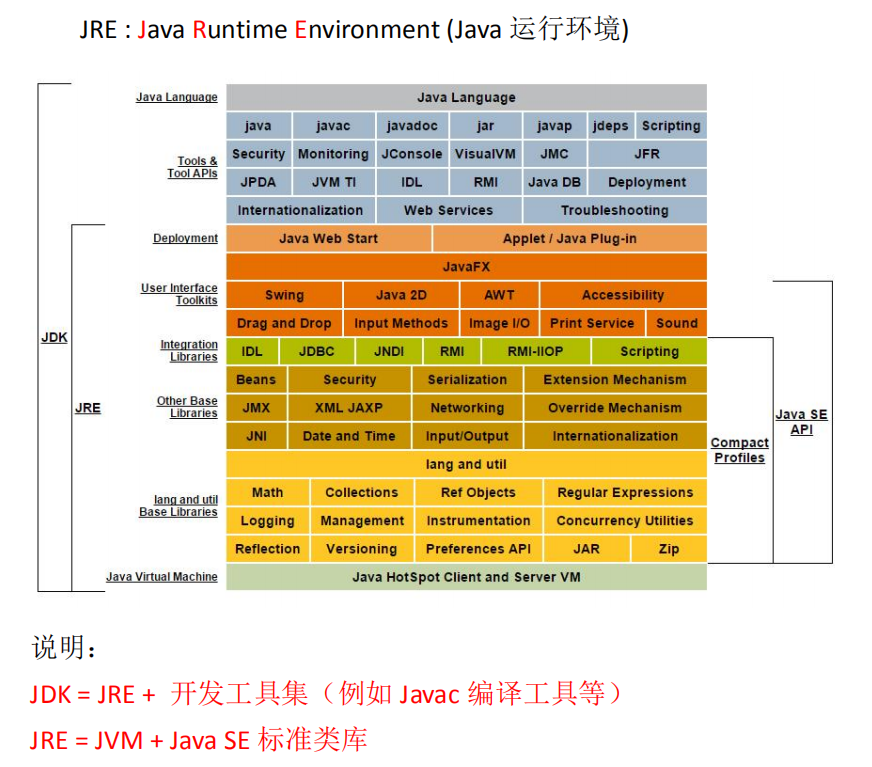 JRE : Java Runtime Environment (Java 运行环境)
Java Language
Java Language
java javac javadoc jar javap jdeps Scripting
Tools & Tool APIs
Security Monitoring JConsole VisualVM JMC JFR
JPDA JVM TI IDL RMI Java DB Deployment
Internationalization Web Services Troubleshooting
Deployment
Java Web Start Applet / Java Plug-in
JavaFX
User Interface Toolkits
Swing Java 2D AWT Accessibility
Drag and Drop Input Methods Image I/O Print Service Sound
Integration Libraries
IDL JDBC JNDI RMI RMI-IIOP Scripting
Beans Security Serialization Extension Mechanism
Other Base Libraries
JMX XML JAXP Networking Override Mechanism
JNI Date and Time Input/Output Internationalization
lang and util
lang and util Base Libraries
Math Collections Ref Objects Regular Expressions
Logging Management Instrumentation Concurrency Utilities
Reflection Versioning Preferences API JAR Zip
Java Virtual Machine
Java HotSpot Client and Server VM
JDK
JRE
Compact Profiles
Java SE API
说明：
JDK = JRE + 开发工具集（例如 Javac 编译工具等）
JRE = JVM + Java SE 标准类库